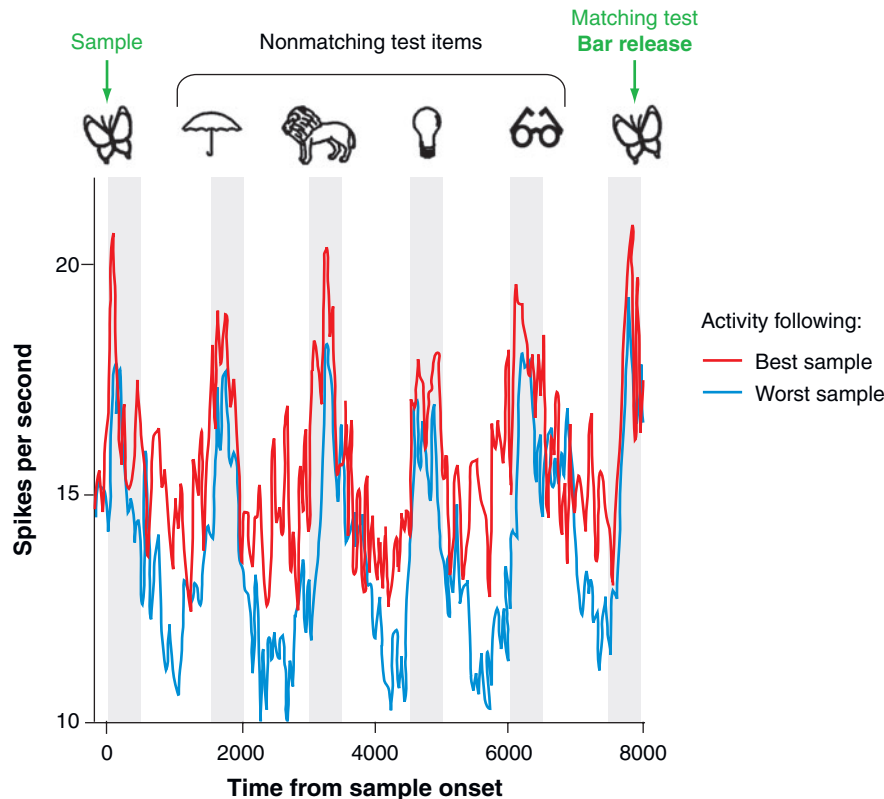 Sample
Nonmatching test items
Matching test
Bar release
20
15
10
Spikes per second
0
2000
4000
6000
8000
Time from sample onset
Activity following:
Best sample
Worst sample